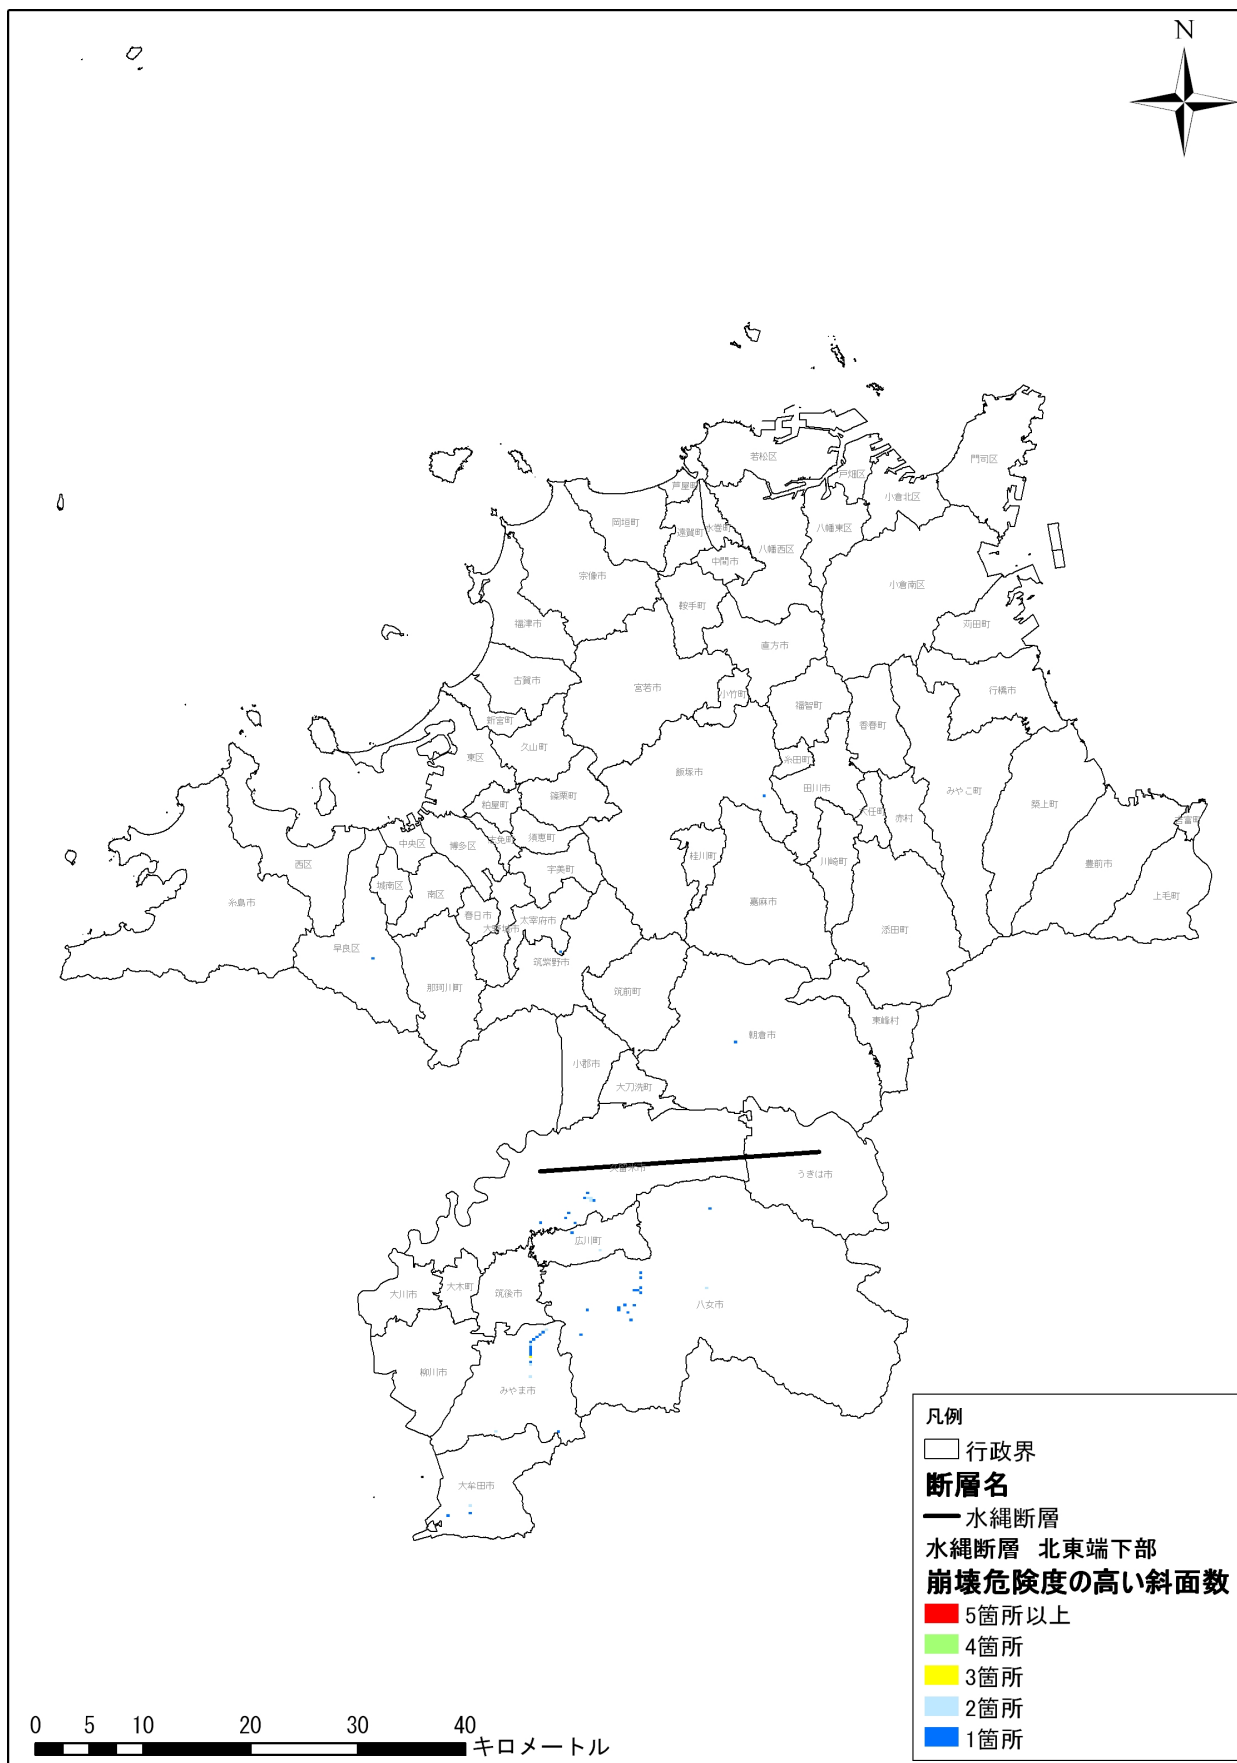 N
若松区
門司区
戸畑区
芦屋町
小倉北区
岡垣町
水巻町
遠賀町
八幡東区
八幡西区
中間市
宗像市
小倉南区
鞍手町
福津市
苅田町
直方市
古賀市
宮若市
小竹町
行橋市
福智町
新宮町
香春町
久山町
東区
糸田町
飯塚市
田川市
みやこ町
篠栗町
築上町
粕屋町
大任町
赤村
吉富町
志免町
須恵町
中央区
博多区
桂川町
川崎町
西区
宇美町
豊前市
上毛町
城南区
南区
糸島市
嘉麻市
春日市
太宰府市
大野城市
添田町
早良区
筑紫野市
那珂川町
筑前町
東峰村
朝倉市
小郡市
大刀洗町
久留米市
うきは市
広川町
大木町
大川市
筑後市
八女市
柳川市
みやま市
大牟田市
凡例
行政界
断層名
水縄断層
水縄断層 北東端下部
崩壊危険度の高い斜面数
5箇所以上
4箇所
3箇所
2箇所
1箇所
0 5 10 20 30 40
キロメートル